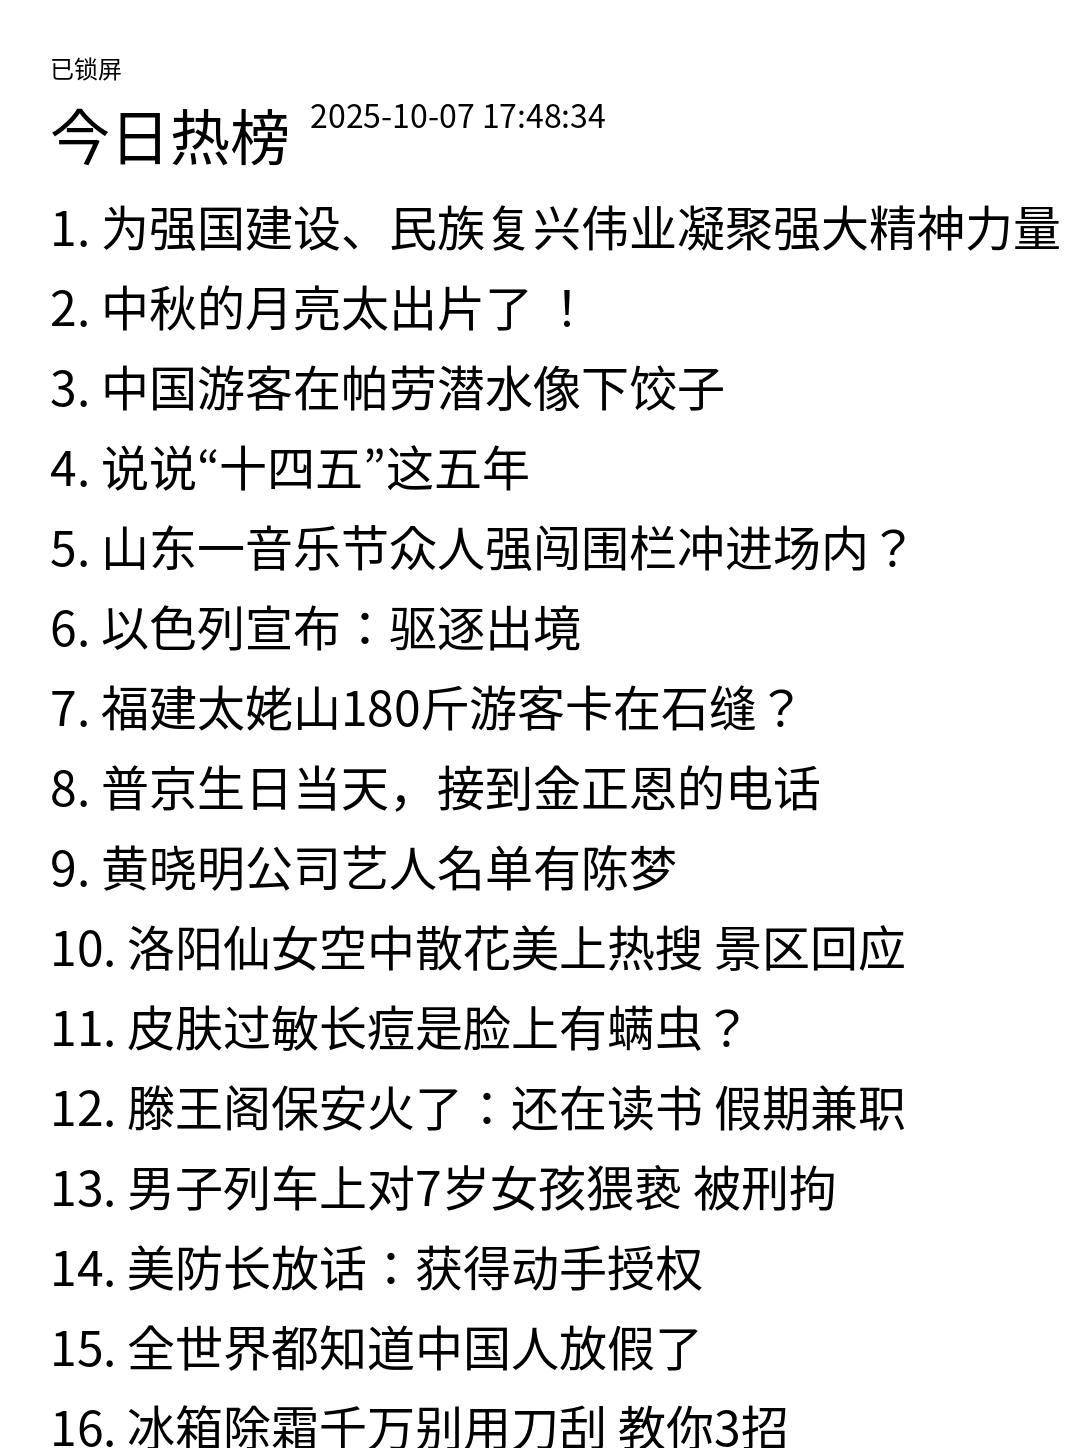 已锁屏
今日热榜 2025-10-07 17:48:34
1. 为强国建设、民族复兴伟业凝聚强大精神力量
2. 中秋的月亮太出片了 ！
3. 中国游客在帕劳潜水像下饺子
4. 说说“十四五”这五年
5. 山东一音乐节众人强闯围栏冲进场内？
6. 以色列宣布：驱逐出境
7. 福建太姥山180斤游客卡在石缝？
8. 普京生日当天，接到金正恩的电话
9. 黄晓明公司艺人名单有陈梦
10. 洛阳仙女空中散花美上热搜 景区回应
11. 皮肤过敏长痘是脸上有螨虫？
12. 滕王阁保安火了：还在读书 假期兼职
13. 男子列车上对7岁女孩猥亵 被刑拘
14. 美防长放话：获得动手授权
15. 全世界都知道中国人放假了
16. 冰箱除霜千万别用刀刮 教你3招